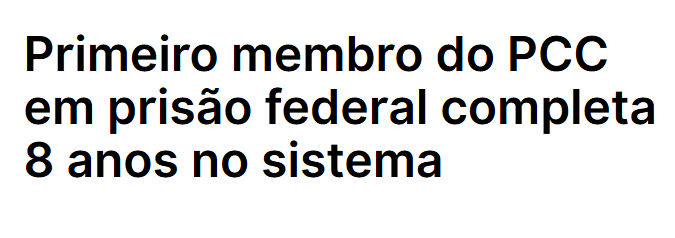 Primeiro membro do PCC
em prisão federal completa
8 anos no sistema